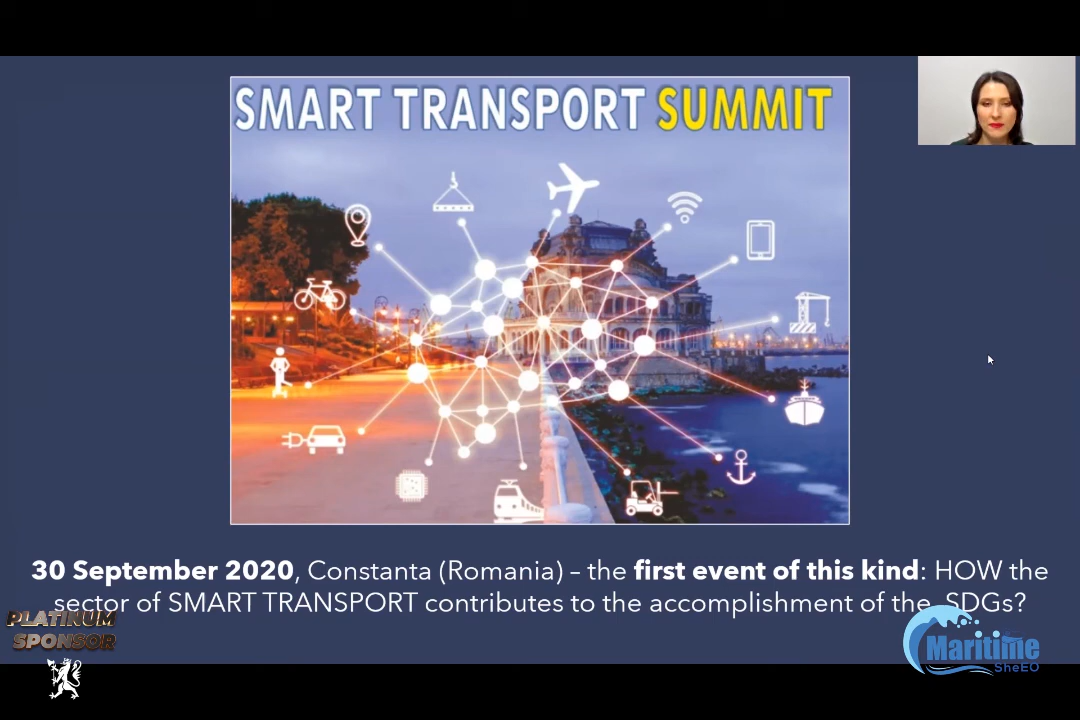 SMART TRANSPORT SUMMIT
30 September 2020, Constanta (Romania) – the first event of this kind: HOW the
sector of SMART TRANSPORT contributes to the accomplishment of the SDGs?
PLATINUM
SPONSOR
Maritime
SheEO